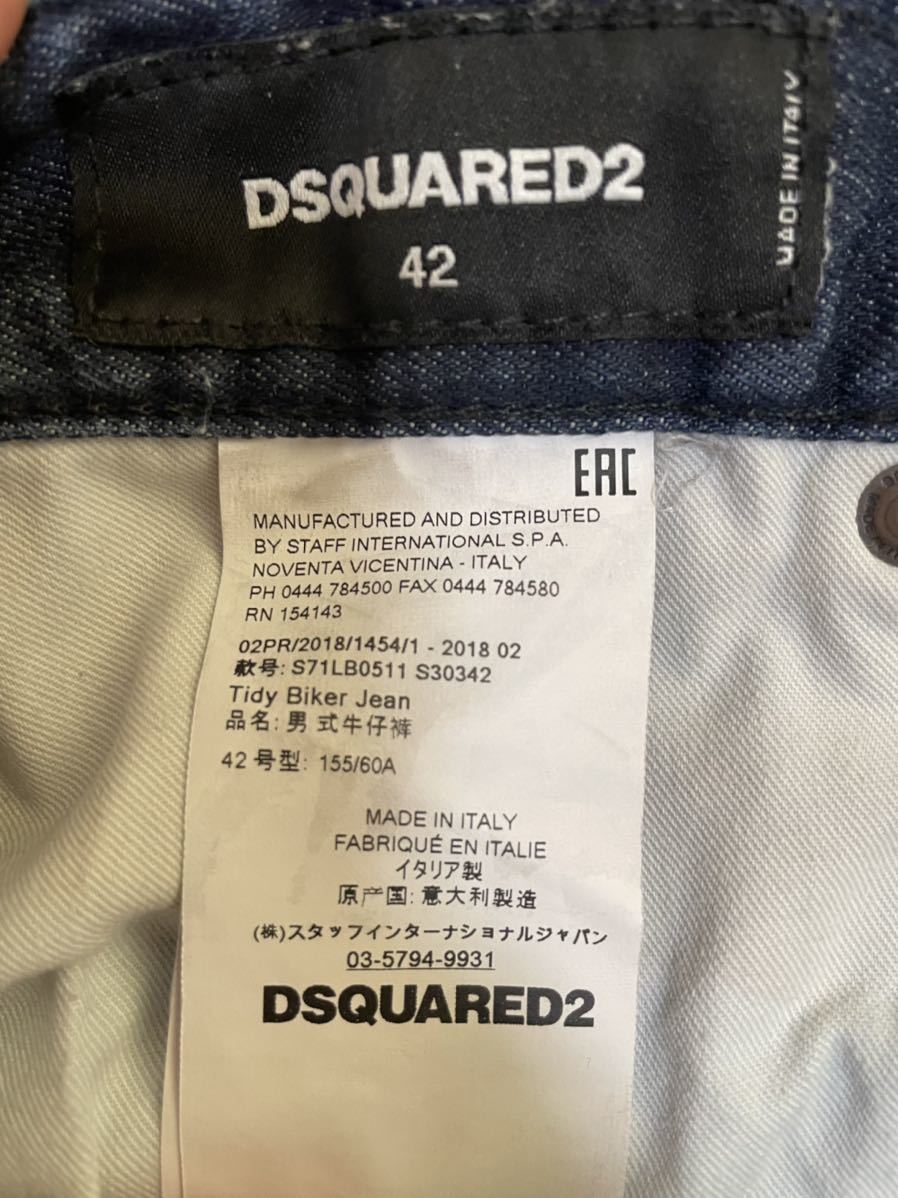 DSQUARED2
42
MADE IN ITALY
EAC
MANUFACTURED AND DISTRIBUTED
BY STAFF INTERNATIONAL S.P.A.
NOVENTA VICENTINA - ITALY
PH 0444 784500 FAX 0444 784580
RN 154143
02PR/2018/1454/1 - 2018 02
款号: S71LB0511 S30342
Tidy Biker Jean
品名: 男式牛仔裤
42 号型: 155/60A
MADE IN ITALY
FABRIQUÉ EN ITALIE
イタリア製
原产国: 意大利製造
(株)スタッフインターナショナルジャパン
03-5794-9931
DSQUARED2